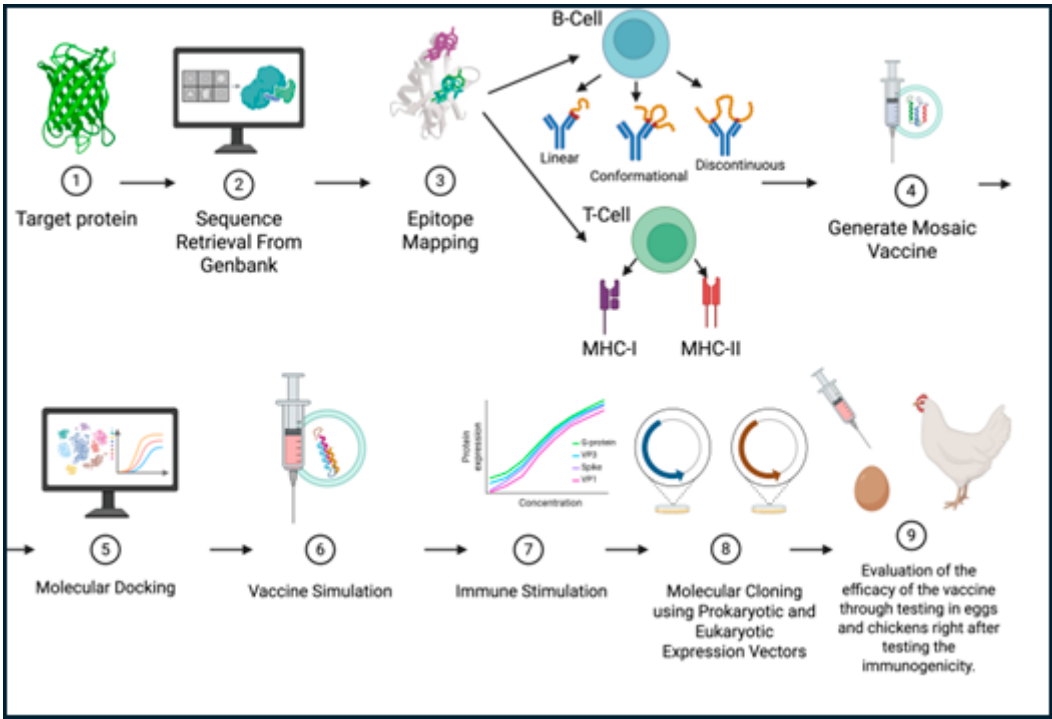 B-Cell
Linear
Conformational
Discontinuous
1
Target protein
2
Sequence
Retrieval From
Genbank
3
Epitope
Mapping
T-Cell
MHC-I
MHC-II
4
Generate Mosaic
Vaccine
5
Molecular Docking
6
Vaccine Simulation
Protein
expression
G-protein
VP3
Spike
VP1
Concentration
7
Immune Stimulation
8
Molecular Cloning
using Prokaryotic and
Eukaryotic
Expression Vectors
9
Evaluation of the
efficacy of the vaccine
through testing in eggs
and chickens right after
testing the
immunogenicity.